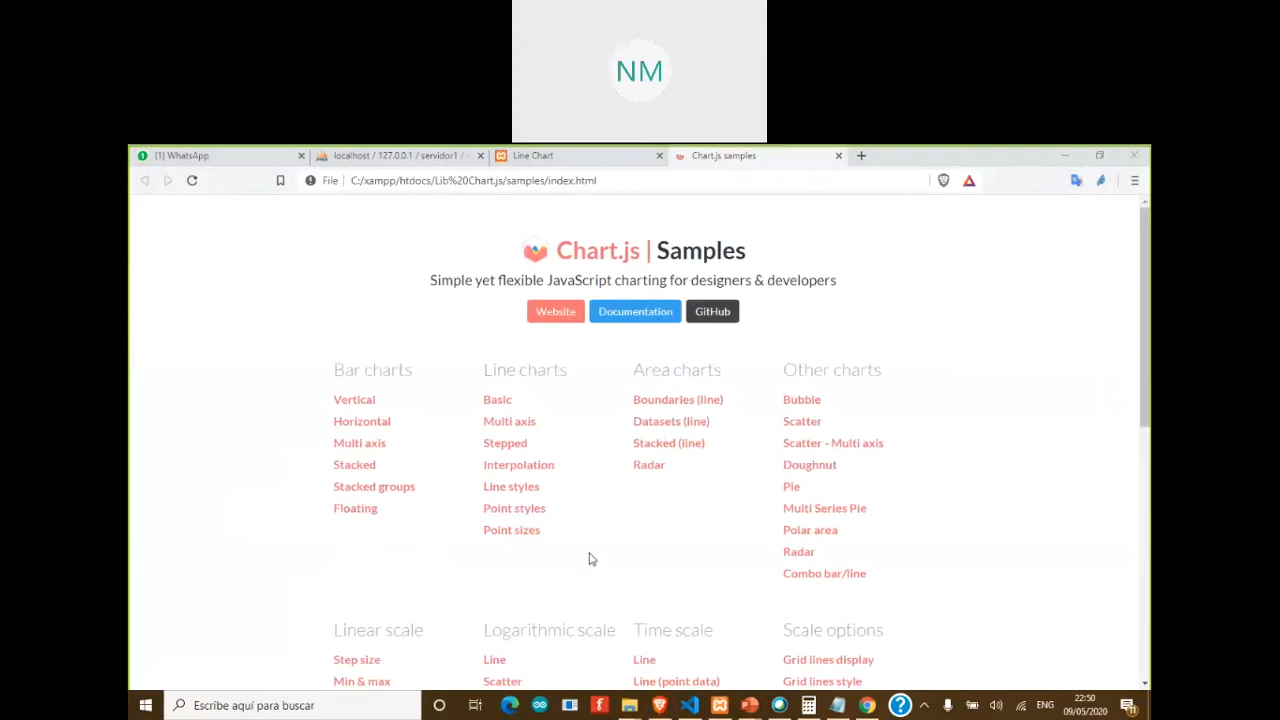 NM
(1) WhatsApp
localhost / 127.0.0.1 / servidor1 /
Line Chart
Chart.js samples
File
C:/xampp/htdocs/Lib%20Chart.js/samples/index.html
Chart.js | Samples
Simple yet flexible JavaScript charting for designers & developers
Website
Documentation
GitHub
Bar charts
Vertical
Horizontal
Multi axis
Stacked
Stacked groups
Floating
Line charts
Basic
Multi axis
Stepped
Interpolation
Line styles
Point styles
Point sizes
Area charts
Boundaries (line)
Datasets (line)
Stacked (line)
Radar
Other charts
Bubble
Scatter
Scatter - Multi axis
Doughnut
Pie
Multi Series Pie
Polar area
Radar
Combo bar/line
Linear scale
Step size
Min & max
Logarithmic scale
Line
Scatter
Time scale
Line
Line (point data)
Scale options
Grid lines display
Grid lines style
Escribe aquí para buscar
ENG
22:50
09/05/2020